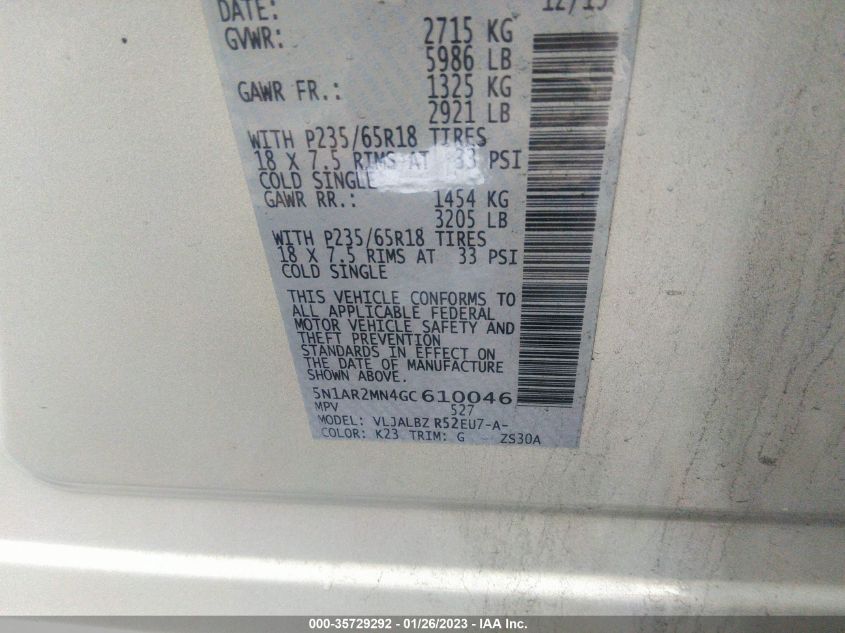 DATE: 12/15
GVWR: 2715 KG
5986 LB
GAWR FR.: 1325 KG
2921 LB
WITH P235/65R18 TIRES
18 X 7.5 RIMS AT 33 PSI
COLD SINGLE
GAWR RR.: 1454 KG
3205 LB
WITH P235/65R18 TIRES
18 X 7.5 RIMS AT 33 PSI
COLD SINGLE
THIS VEHICLE CONFORMS TO
ALL APPLICABLE FEDERAL
MOTOR VEHICLE SAFETY AND
THEFT PREVENTION
STANDARDS IN EFFECT ON
THE DATE OF MANUFACTURE
SHOWN ABOVE.
5N1AR2MN4GC610046
MPV 527
MODEL: VLJALBZ R52EU7-A-
COLOR: K23 TRIM: G ZS30A
000-35729292 - 01/26/2023 - IAA Inc.